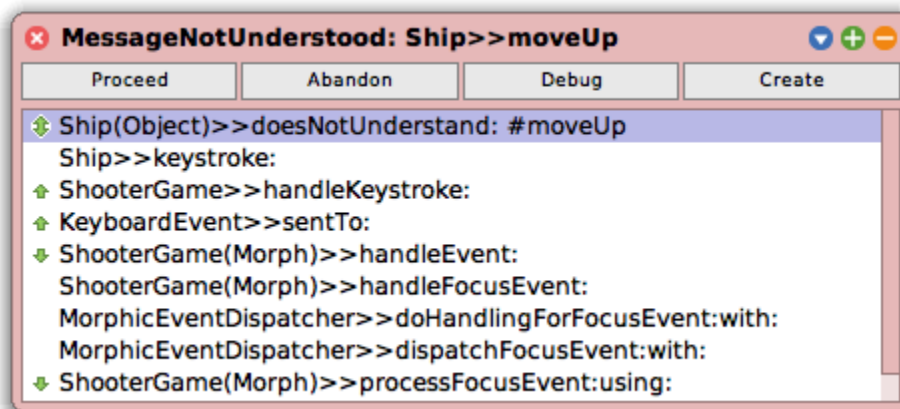 MessageNotUnderstood: Ship>>moveUp
Proceed Abandon Debug Create
Ship(Object)>>doesNotUnderstand: #moveUp
Ship>>keystroke:
ShooterGame>>handleKeystroke:
KeyboardEvent>>sentTo:
ShooterGame(Morph)>>handleEvent:
ShooterGame(Morph)>>handleFocusEvent:
MorphicEventDispatcher>>doHandlingForFocusEvent:with:
MorphicEventDispatcher>>dispatchFocusEvent:with:
ShooterGame(Morph)>>processFocusEvent:using: